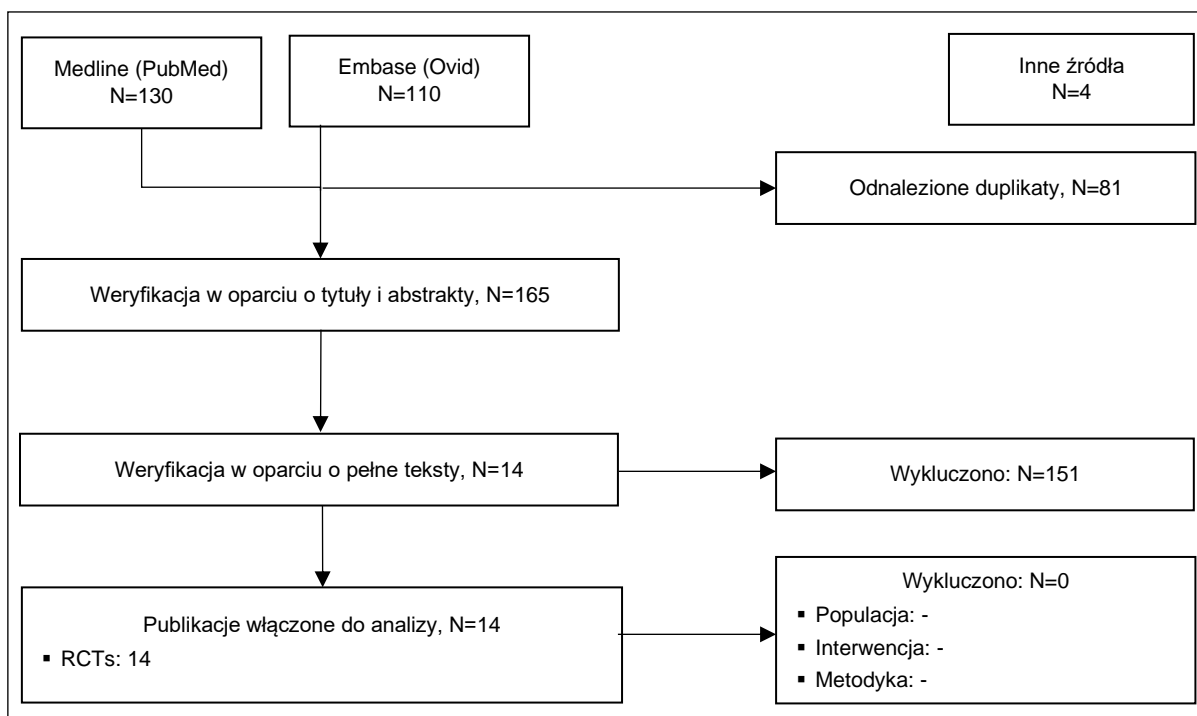 Medline (PubMed)
N=130
Embase (Ovid)
N=110
Inne źródła
N=4
Odnalezione duplikaty, N=81
Weryfikacja w oparciu o tytuły i abstrakty, N=165
Weryfikacja w oparciu o pełne teksty, N=14
Wykluczono: N=151
Publikacje włączone do analizy, N=14
▪ RCTs: 14
Wykluczono: N=0
▪ Populacja: -
▪ Interwencja: -
▪ Metodyka: -